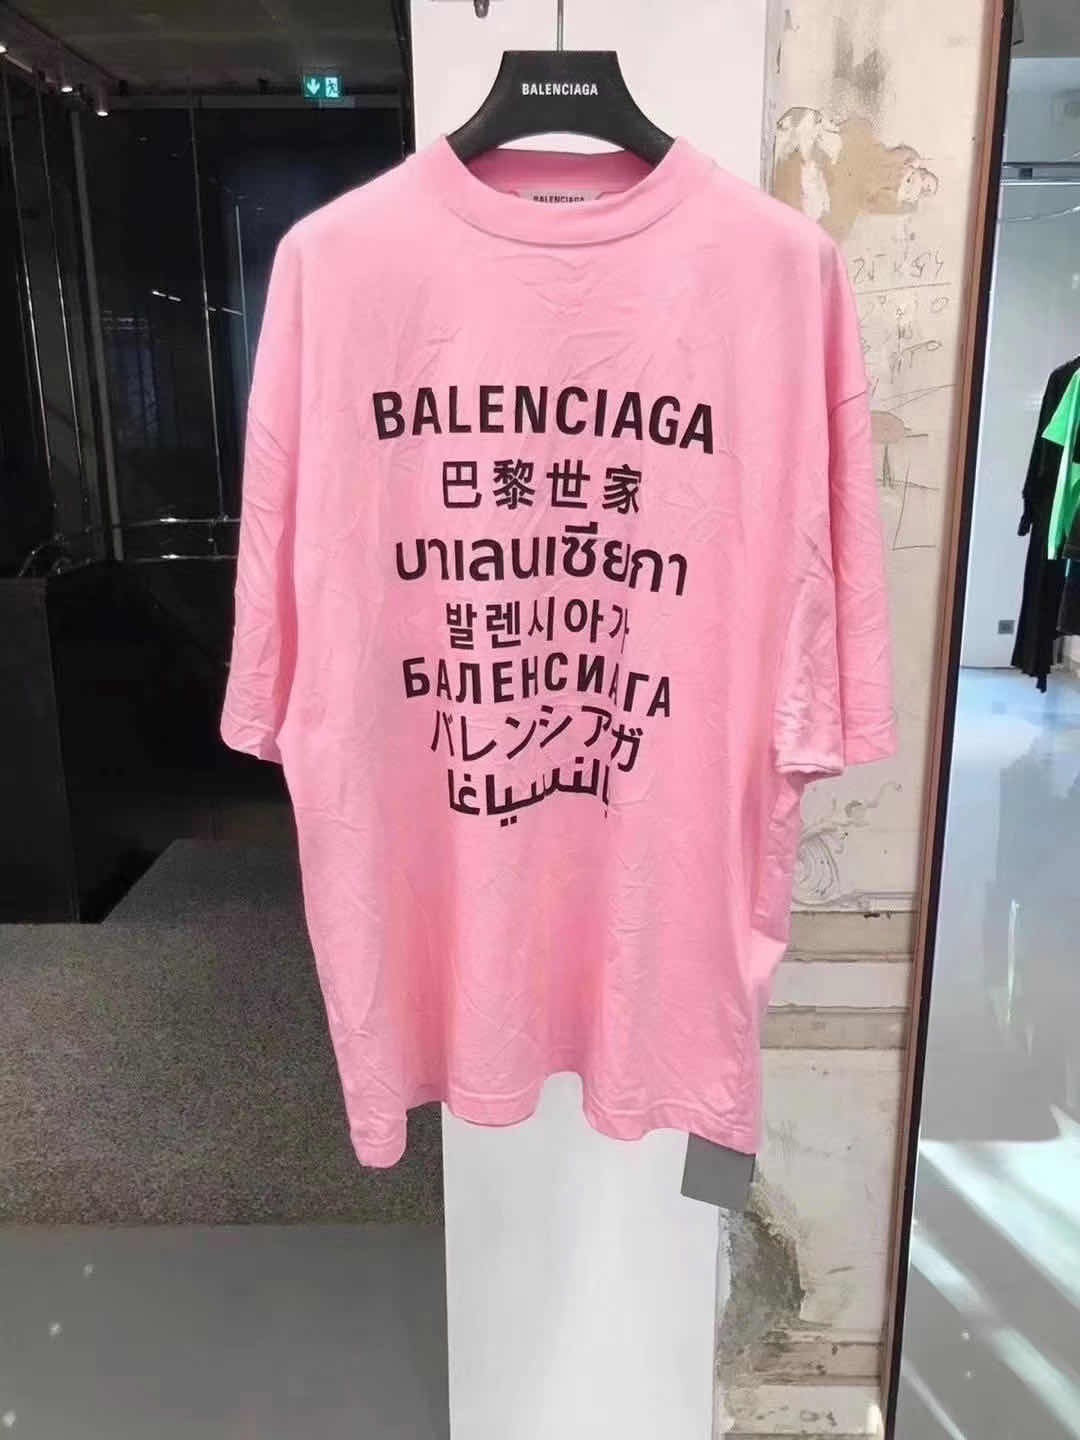 BALENCIAGA
BALENCIAGA
BALENCIAGA
巴黎世家
บาเลนเซียกา
발렌시아가
БАЛЕНСИАГА
バレンシアガ
بالنسياغا